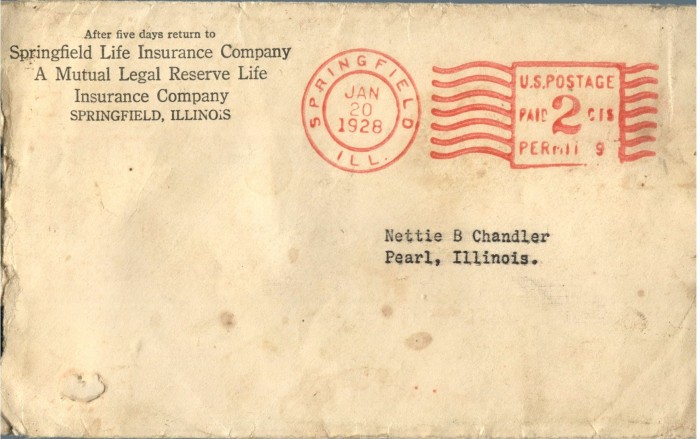 After five days return to
Springfield Life Insurance Company
A Mutual Legal Reserve Life
Insurance Company
SPRINGFIELD, ILLINOIS
SPRINGFIELD
JAN
20
1928
ILL.
U.S. POSTAGE
PAID 2 CTS
PERMIT 9
Nettie B Chandler
Pearl, Illinois.